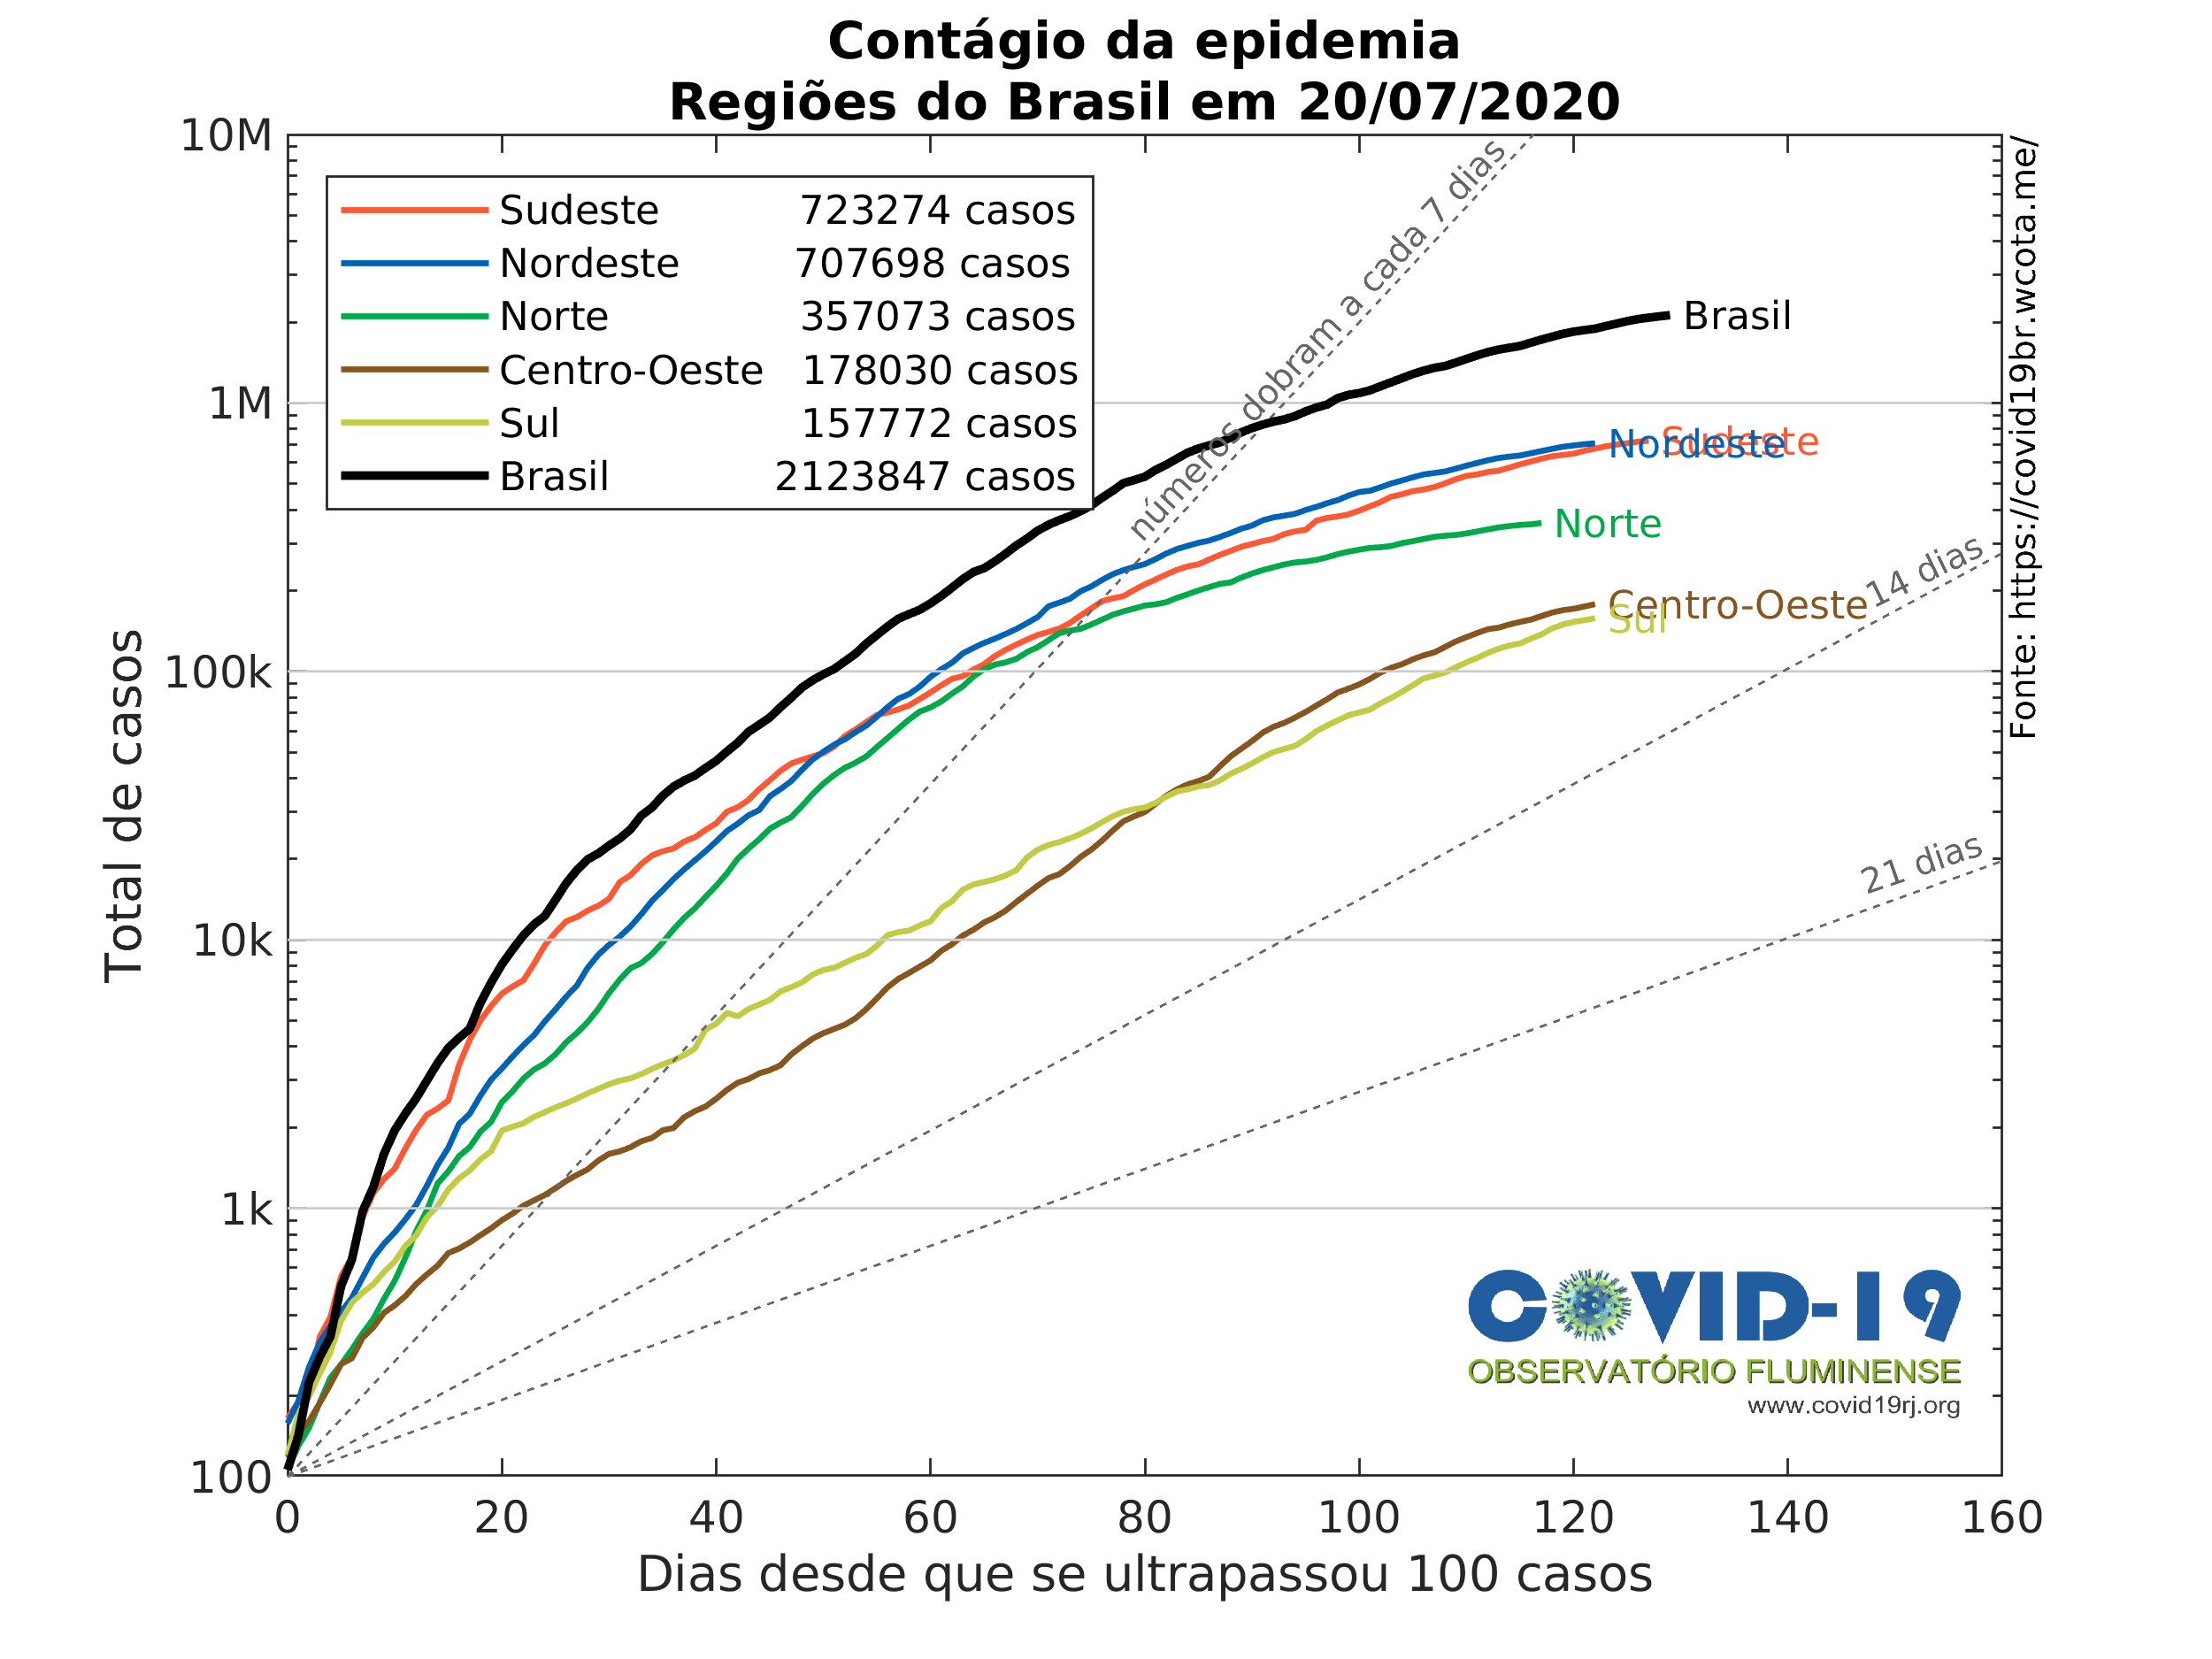 Contágio da epidemia
Regiões do Brasil em 20/07/2020
10M
1M
100k
10k
1k
100
Total de casos
Sudeste 723274 casos
Nordeste 707698 casos
Norte 357073 casos
Centro-Oeste 178030 casos
Sul 157772 casos
Brasil 2123847 casos
números dobram a cada 7 dias
14 dias
21 dias
Brasil
Sudeste
Nordeste
Norte
Centro-Oeste
Sul
Fonte: https://covid19br.wcota.me/
COVID-19
OBSERVATÓRIO FLUMINENSE
www.covid19rj.org
0 20 40 60 80 100 120 140 160
Dias desde que se ultrapassou 100 casos